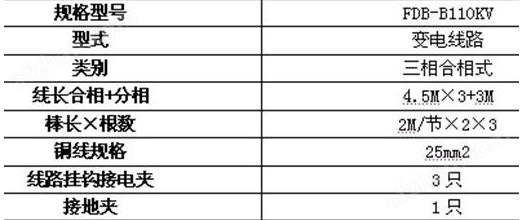 规格型号 FDB-B110KV
型式 变电线路
类别 三相合相式
线长合相+分相 4.5M×3+3M
棒长×根数 2M/节×2×3
铜线规格 25mm2
线路挂钩接电夹 3只
接地夹 1只